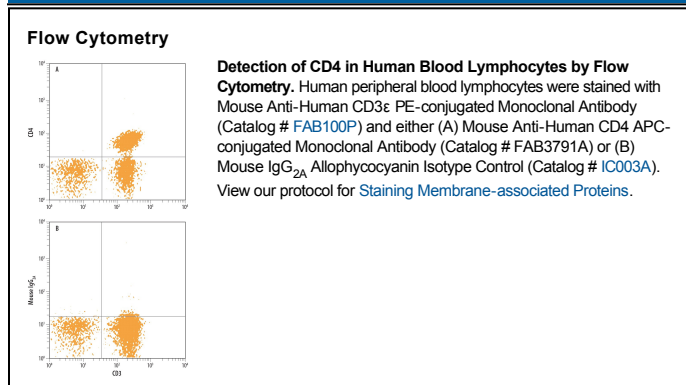 Flow Cytometry
Detection of CD4 in Human Blood Lymphocytes by Flow
Cytometry. Human peripheral blood lymphocytes were stained with
Mouse Anti-Human CD3ε PE-conjugated Monoclonal Antibody
(Catalog # FAB100P) and either (A) Mouse Anti-Human CD4 APC-
conjugated Monoclonal Antibody (Catalog # FAB3791A) or (B)
Mouse IgG2A Allophycocyanin Isotype Control (Catalog # IC003A).
View our protocol for Staining Membrane-associated Proteins.
A
CD4
B
Mouse IgG2A
CD3